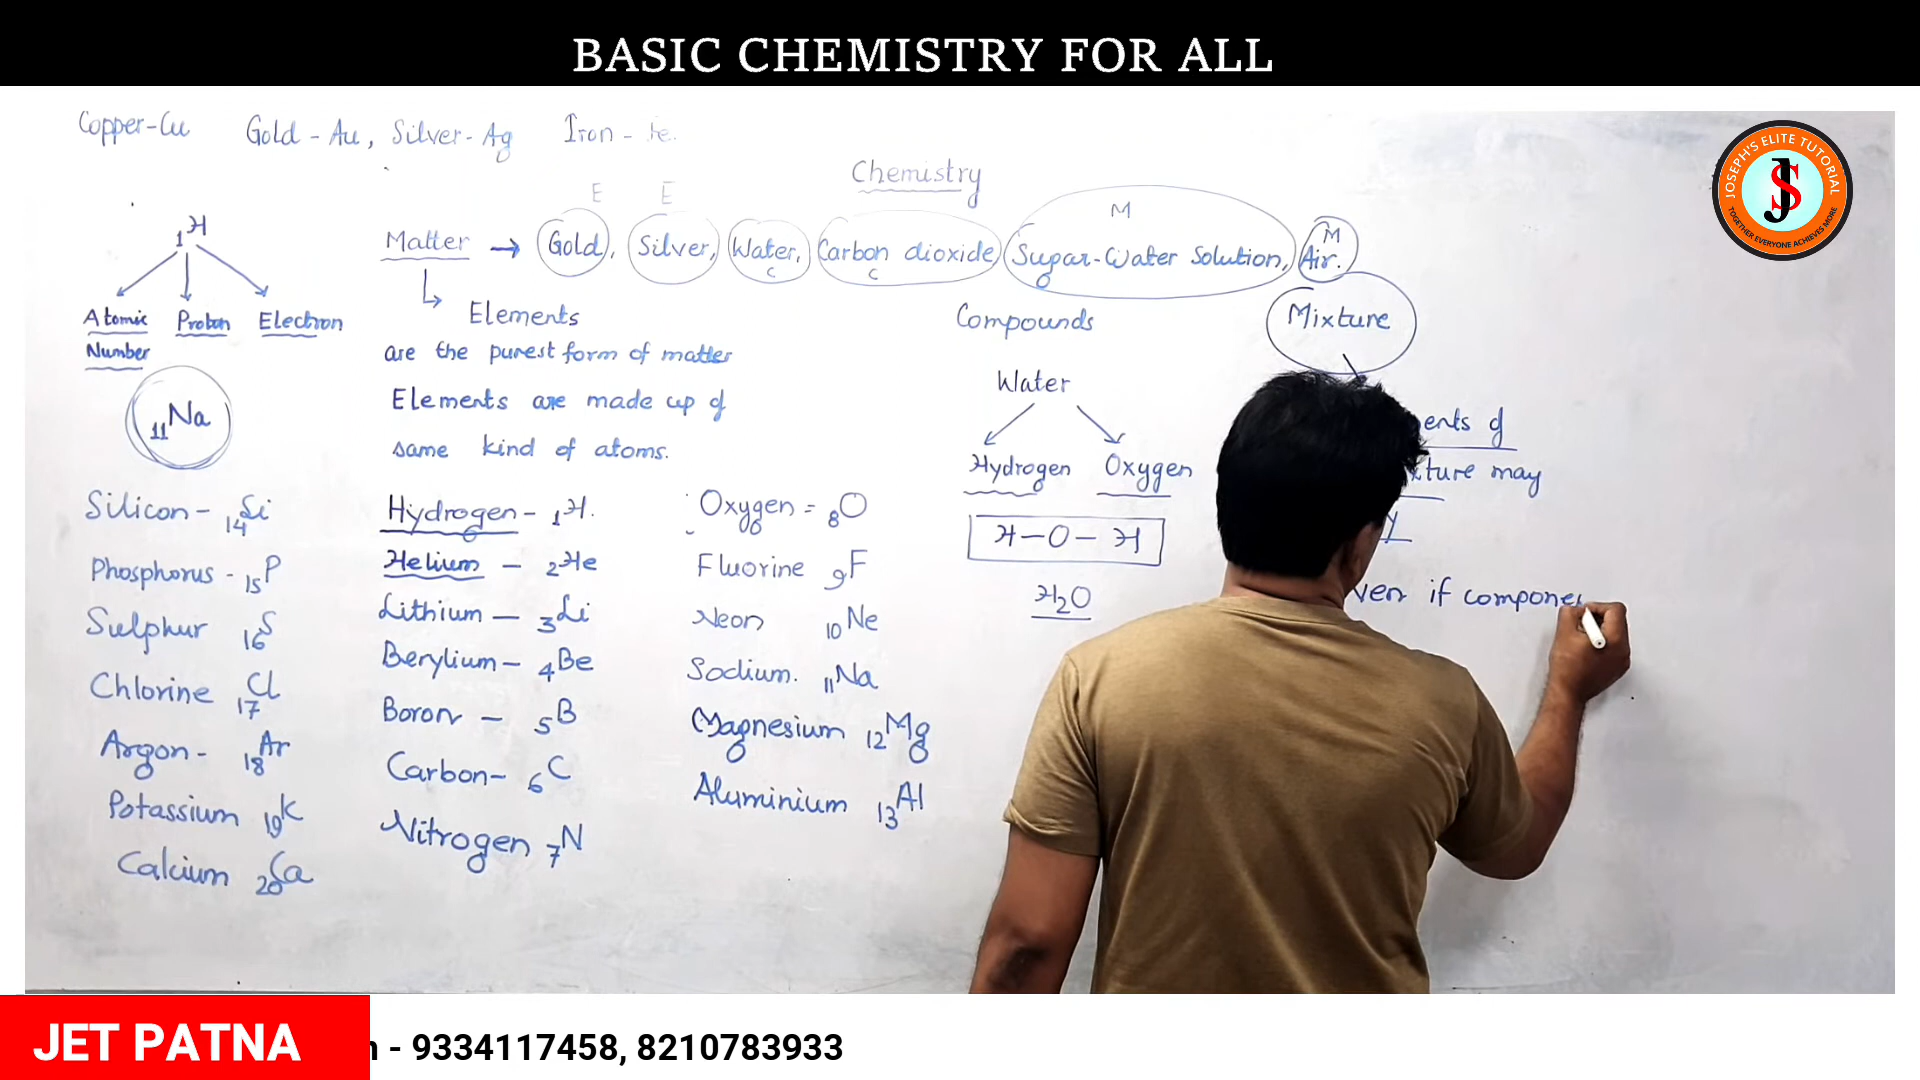 BASIC CHEMISTRY FOR ALL
JOSEPH'S ELITE TUTORIAL
TOGETHER EVERYONE ACHIEVES MORE
JS
Copper-Cu Gold - Au, Silver-Ag Iron - Fe.
Chemistry
E E M M
Matter → Gold, Silver, Water, Carbon dioxide, Sugar-Water Solution, Air.
C C
1H
Atomic Number Proton Electron
11Na
Elements
are the purest form of matter
Elements are made up of
same kind of atoms.
Compounds
Water
Hydrogen Oxygen
H-O-H
H2O
Mixture
ents of
xture may
y
ven if compone
Silicon - 14Si
Phosphorus - 15P
Sulphur 16S
Chlorine 17Cl
Argon - 18Ar
Potassium 19K
Calcium 20Ca
Hydrogen - 1H.
Helium - 2He
Lithium - 3Li
Berylium - 4Be
Boron - 5B
Carbon - 6C
Nitrogen 7N
Oxygen = 8O
Fluorine 9F
Neon 10Ne
Sodium. 11Na
Magnesium 12Mg
Aluminium 13Al
JET PATNA
n - 9334117458, 8210783933